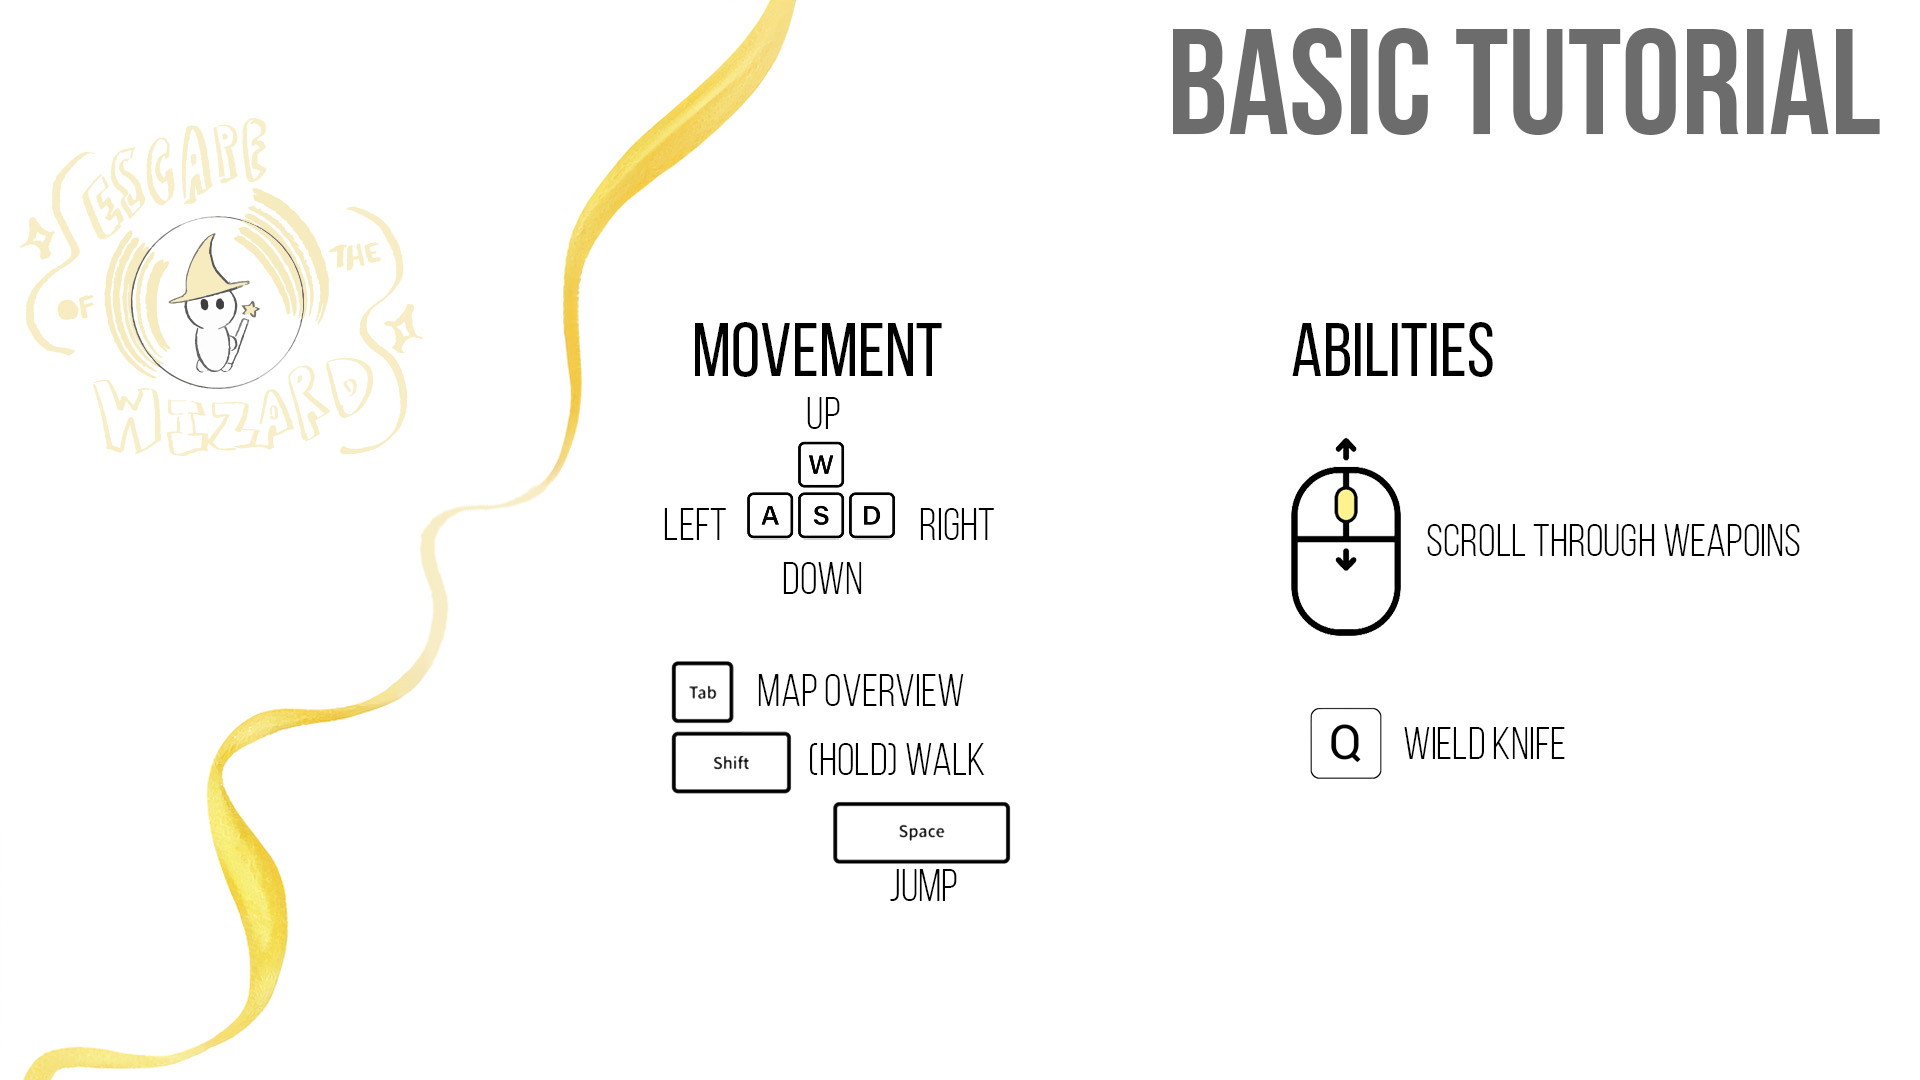 BASIC TUTORIAL
ESCAPE
OF THE
WIZARD
MOVEMENT
UP
W
LEFT A S D RIGHT
DOWN
Tab MAP OVERVIEW
Shift (HOLD) WALK
Space
JUMP
ABILITIES
SCROLL THROUGH WEAPOINS
Q WIELD KNIFE